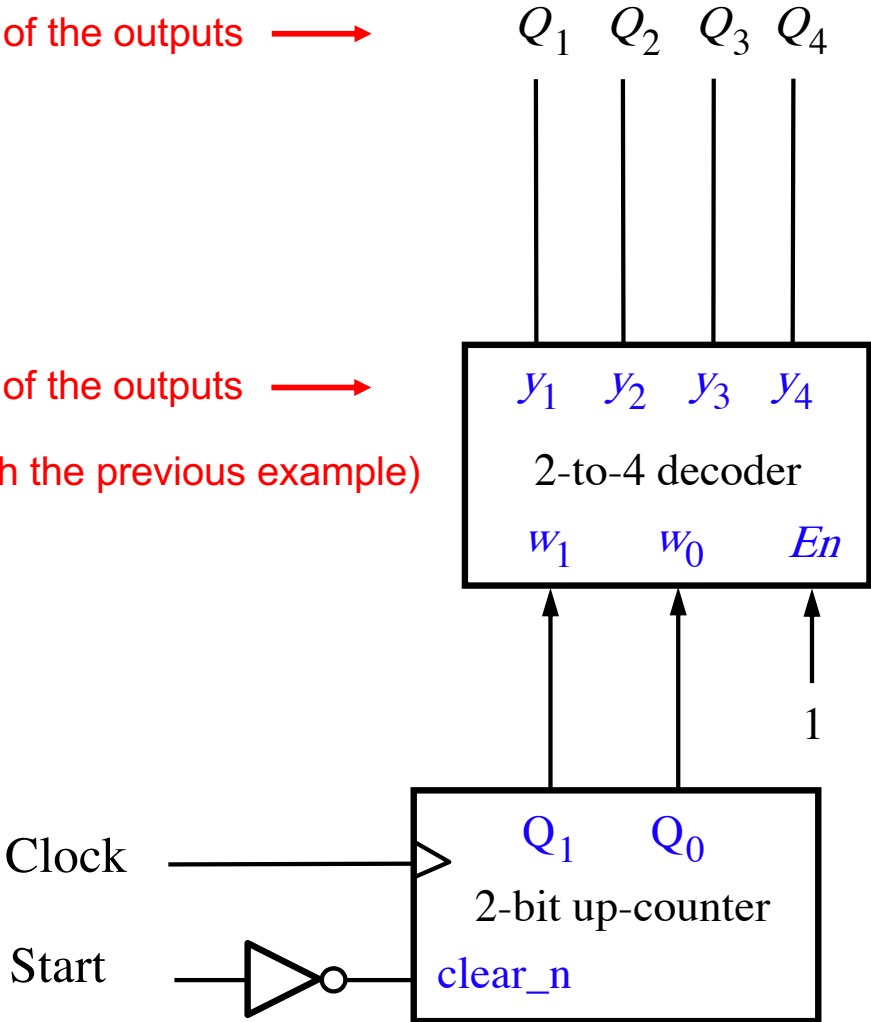 of the outputs
Q1 Q2 Q3 Q4
of the outputs
y1 y2 y3 y4
the previous example)
2-to-4 decoder
w1 w0 En
1
Q1 Q0
Clock
2-bit up-counter
Start
clear_n